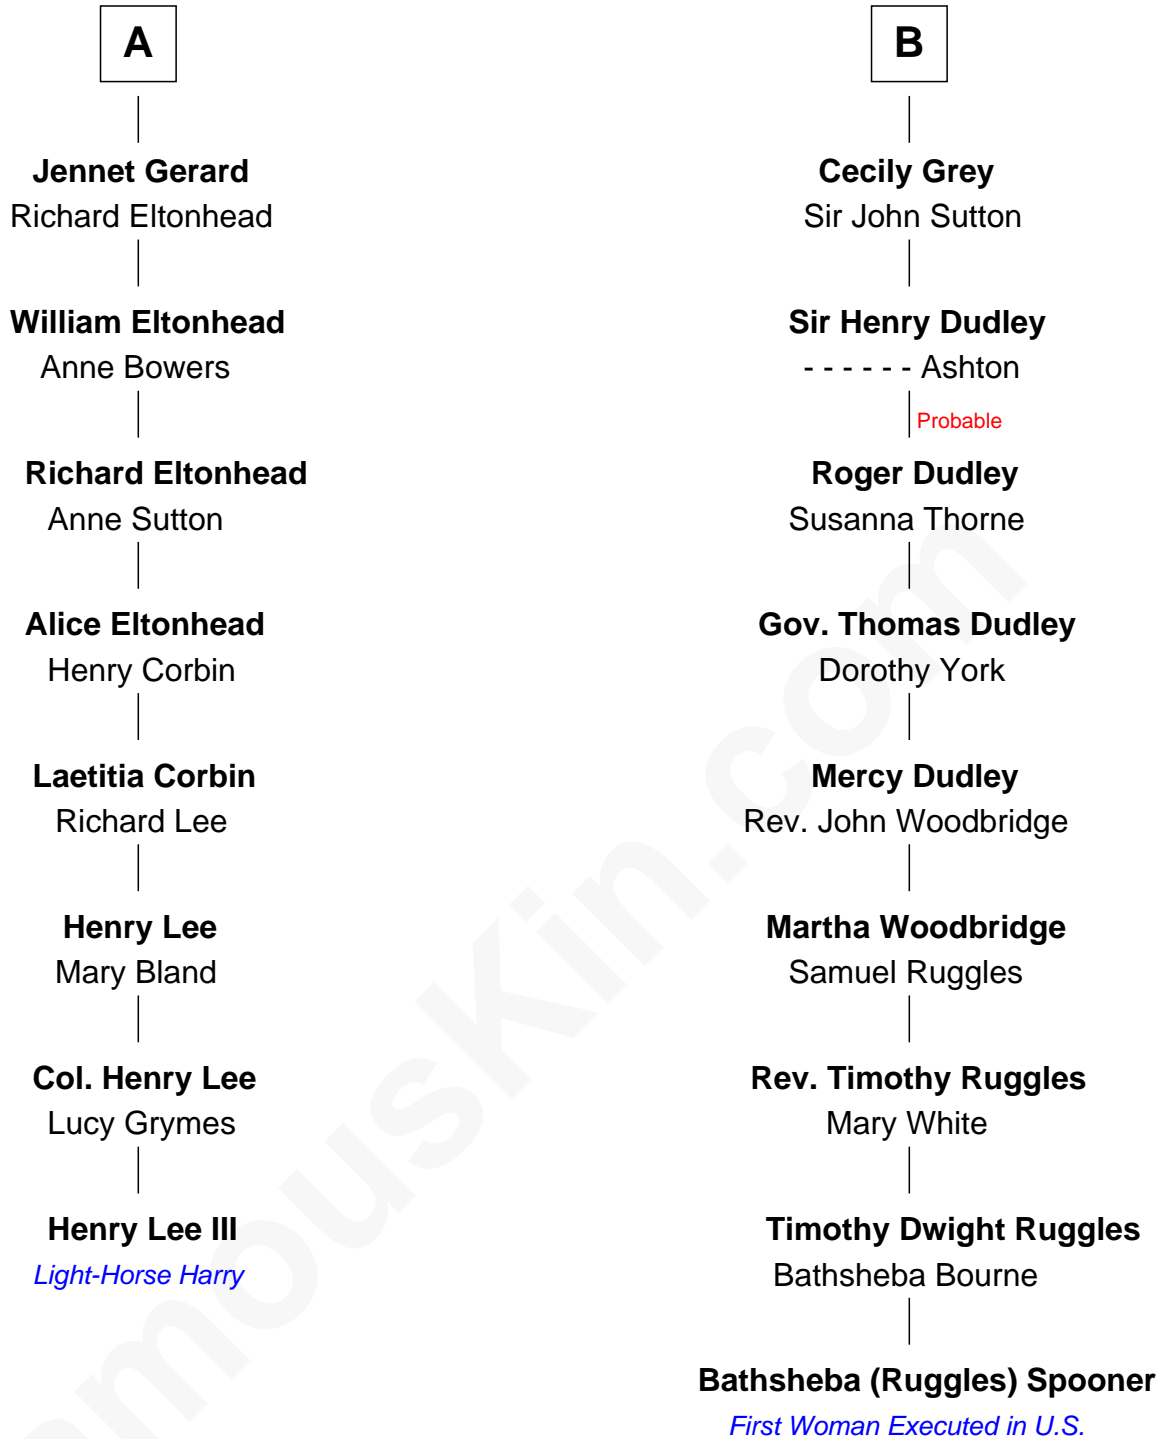 A
Jennet Gerard
Richard Eltonhead
William Eltonhead
Anne Bowers
Richard Eltonhead
Anne Sutton
Alice Eltonhead
Henry Corbin
Laetitia Corbin
Richard Lee
Henry Lee
Mary Bland
Col. Henry Lee
Lucy Grymes
Henry Lee III
Light-Horse Harry
B
Cecily Grey
Sir John Sutton
Sir Henry Dudley
- - - - - - Ashton
Probable
Roger Dudley
Susanna Thorne
Gov. Thomas Dudley
Dorothy York
Mercy Dudley
Rev. John Woodbridge
Martha Woodbridge
Samuel Ruggles
Rev. Timothy Ruggles
Mary White
Timothy Dwight Ruggles
Bathsheba Bourne
Bathsheba (Ruggles) Spooner
First Woman Executed in U.S.
amouskin.com